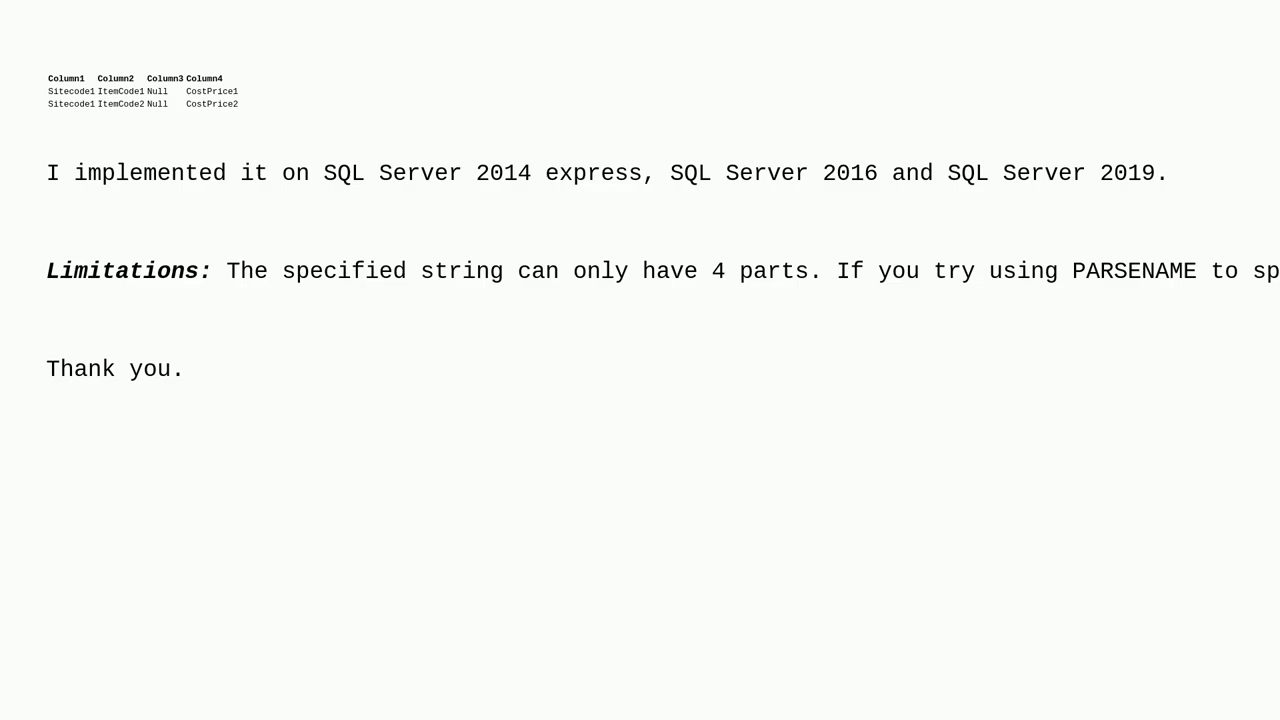 Column1 Column2 Column3 Column4
Sitecode1 ItemCode1 Null CostPrice1
Sitecode1 ItemCode2 Null CostPrice2
I implemented it on SQL Server 2014 express, SQL Server 2016 and SQL Server 2019.
Limitations: The specified string can only have 4 parts. If you try using PARSENAME to sp
Thank you.